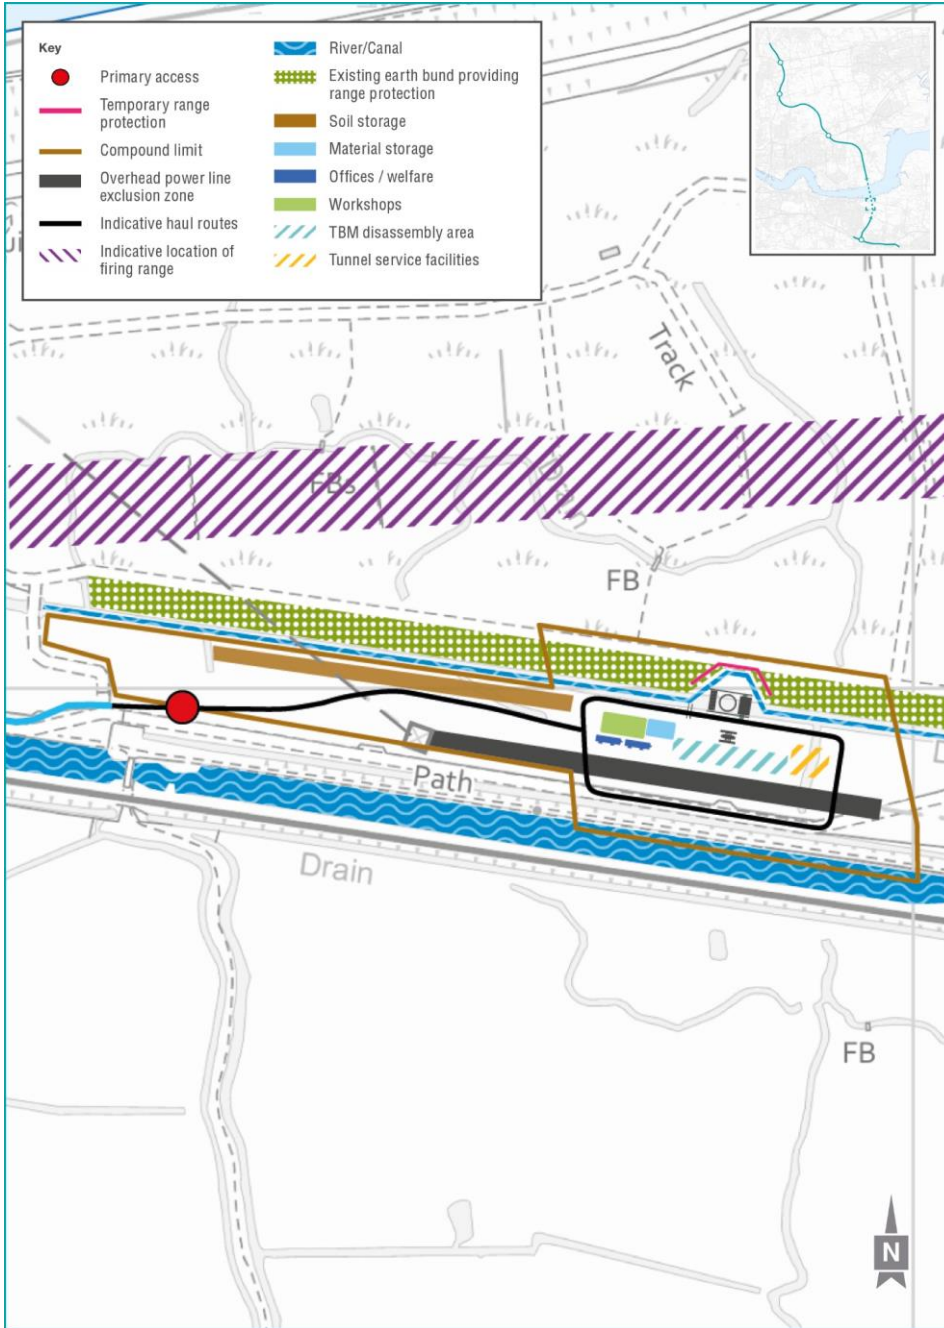 Key
Primary access
Temporary range
protection
Compound limit
Overhead power line
exclusion zone
Indicative haul routes
Indicative location of
firing range
River/Canal
Existing earth bund providing
range protection
Soil storage
Material storage
Offices / welfare
Workshops
TBM disassembly area
Tunnel service facilities
Track
FBs
Drain
FB
Path
Drain
FB
N